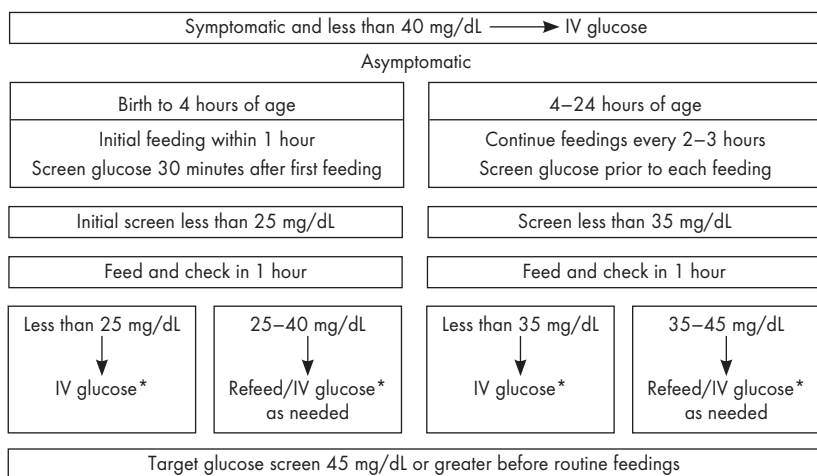 Symptomatic and less than 40 mg/dL → IV glucose
Asymptomatic
Birth to 4 hours of age
Initial feeding within 1 hour
Screen glucose 30 minutes after first feeding
Initial screen less than 25 mg/dL
Feed and check in 1 hour
Less than 25 mg/dL
IV glucose*
25–40 mg/dL
Refeed/IV glucose*
as needed
4–24 hours of age
Continue feedings every 2–3 hours
Screen glucose prior to each feeding
Screen less than 35 mg/dL
Feed and check in 1 hour
Less than 35 mg/dL
IV glucose*
35–45 mg/dL
Refeed/IV glucose*
as needed
Target glucose screen 45 mg/dL or greater before routine feedings